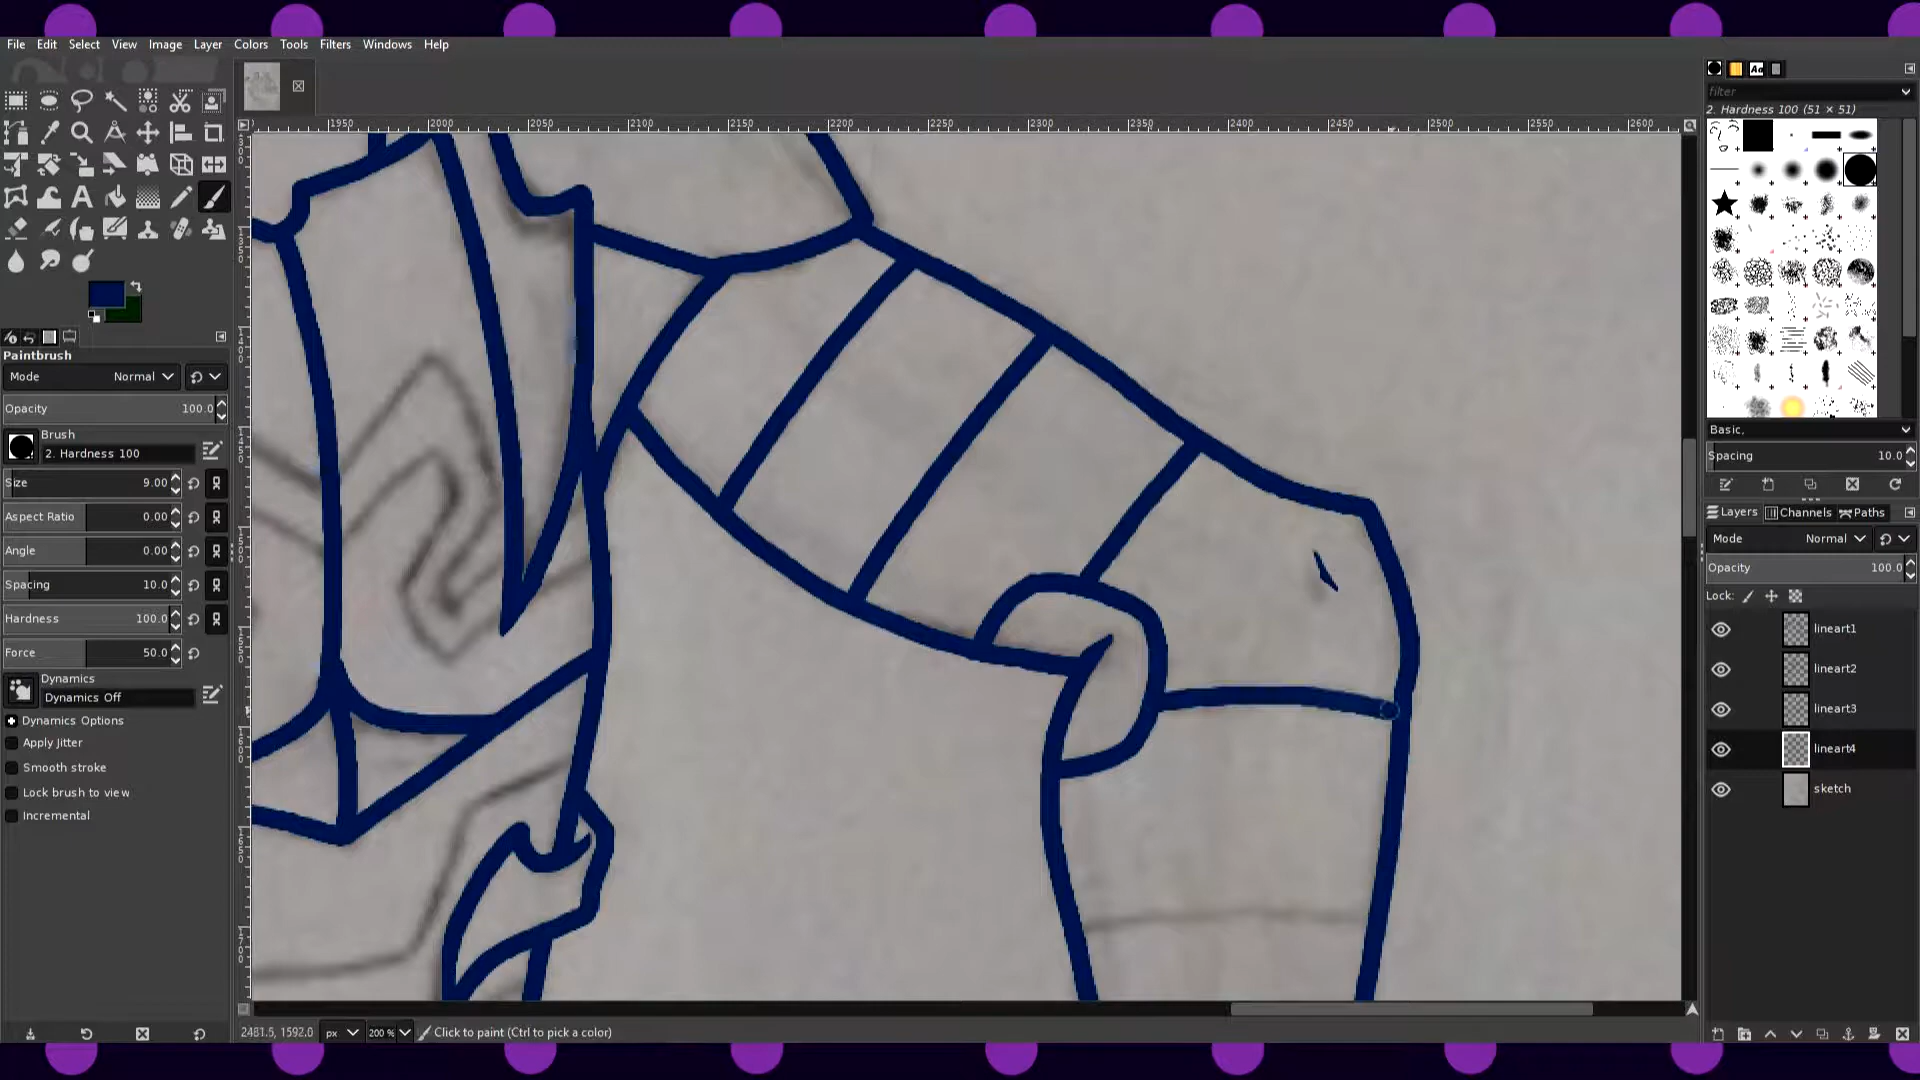 File Edit Select View Image Layer Colors Tools Filters Windows Help
filter
2. Hardness 100 (51 × 51)
1950 2000 2050 2100 2150 2200 2250 2300 2350 2400 2450 2500 2550 2600
Paintbrush
Mode Normal
Opacity 100.0
Brush
2. Hardness 100
Size 9.00
Aspect Ratio 0.00
Angle 0.00
Spacing 10.0
Hardness 100.0
Force 50.0
Dynamics
Dynamics Off
Dynamics Options
Apply Jitter
Smooth stroke
Lock brush to view
Incremental
Basic,
Spacing 10.0
Layers Channels Paths
Mode Normal
Opacity 100.0
Lock:
lineart1
lineart2
lineart3
lineart4
sketch
2481.5, 1592.0 px 200 % Click to paint (Ctrl to pick a color)